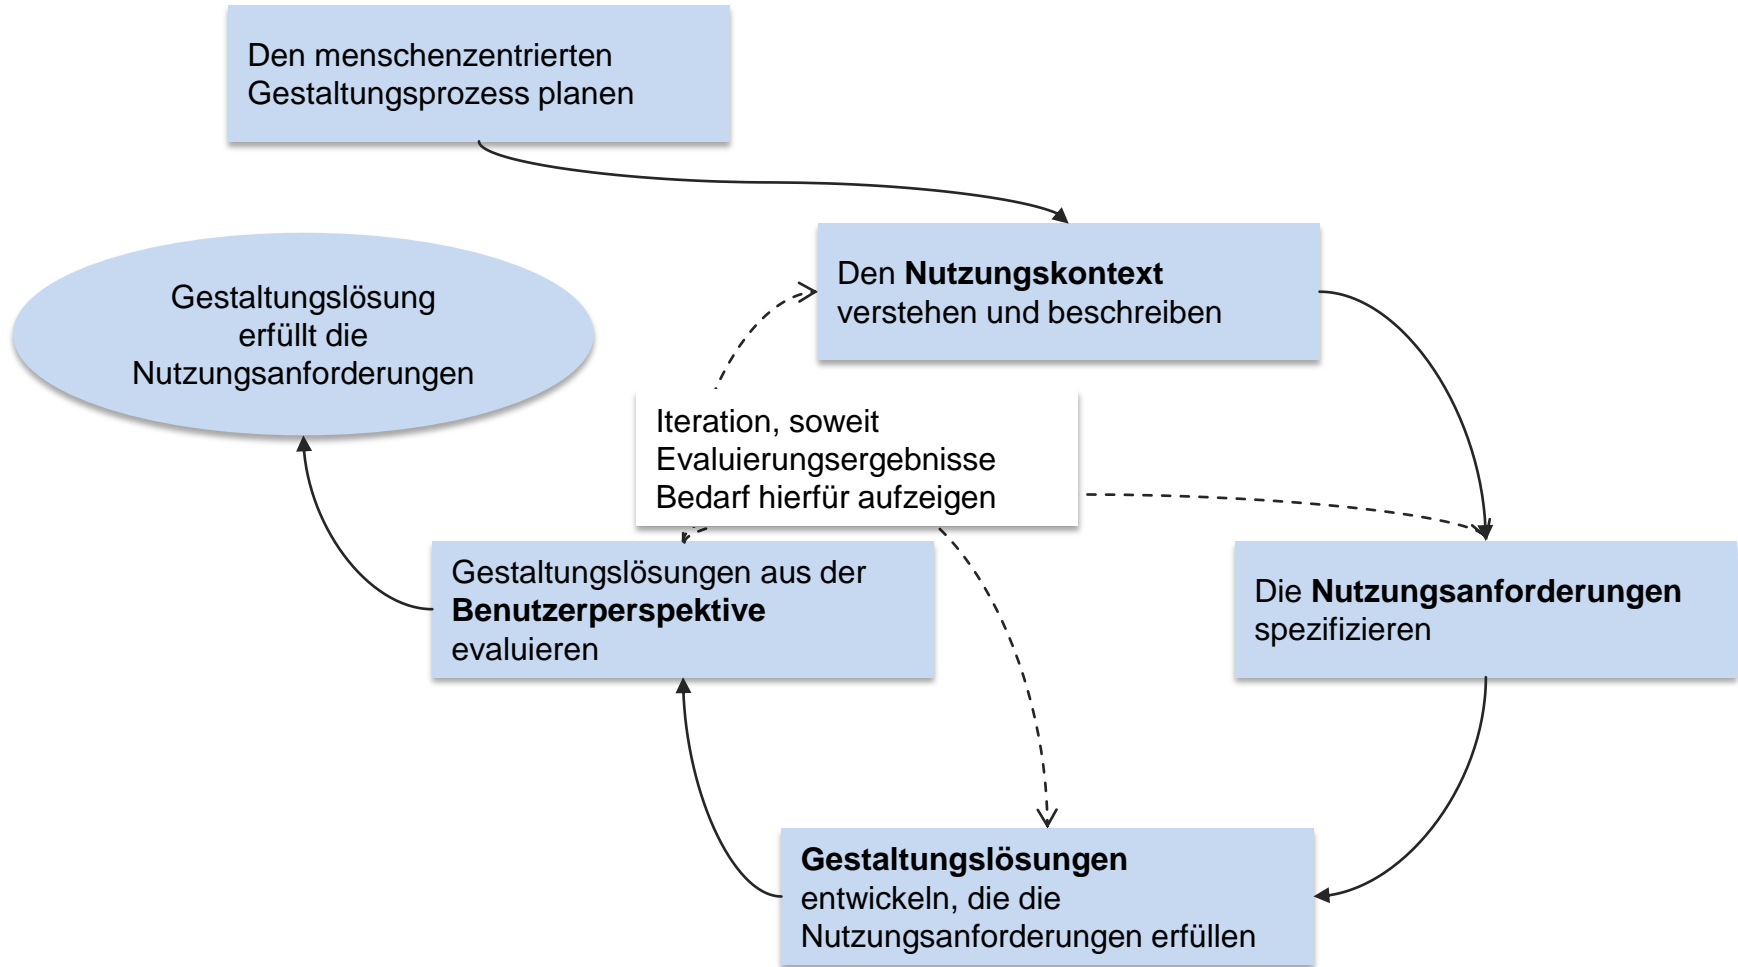 Den menschenzentrierten
Gestaltungsprozess planen
Den Nutzungskontext
verstehen und beschreiben
Gestaltungslösung
erfüllt die
Nutzungsanforderungen
Iteration, soweit
Evaluierungsergebnisse
Bedarf hierfür aufzeigen
Gestaltungslösungen aus der
Benutzerperspektive
evaluieren
Die Nutzungsanforderungen
spezifizieren
Gestaltungslösungen
entwickeln, die die
Nutzungsanforderungen erfüllen